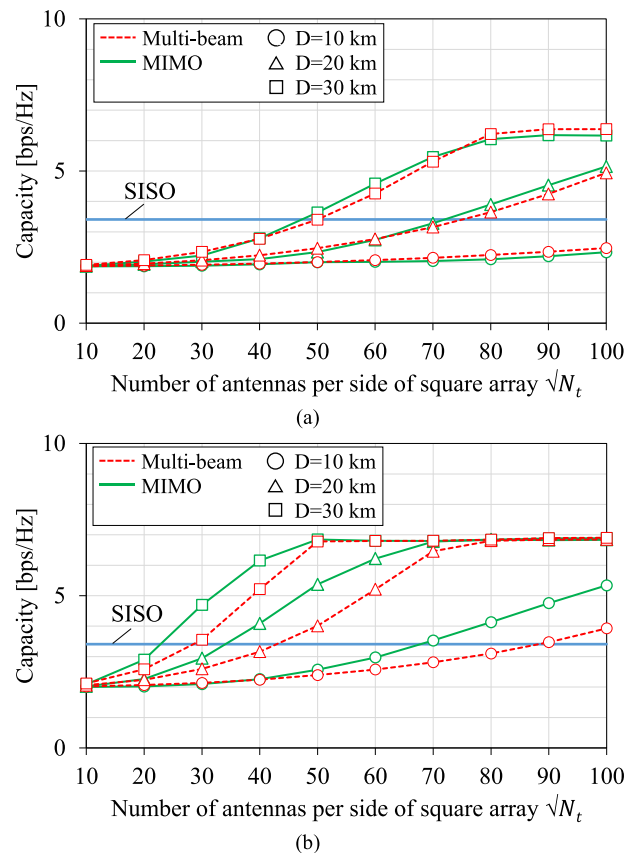 10
Multi-beam
D=10 km
MIMO
D=20 km
D=30 km
Capacity [bps/Hz]
5
SISO
0
10 20 30 40 50 60 70 80 90 100
Number of antennas per side of square array √N_t
(a)
10
Multi-beam
D=10 km
MIMO
D=20 km
D=30 km
Capacity [bps/Hz]
5
SISO
0
10 20 30 40 50 60 70 80 90 100
Number of antennas per side of square array √N_t
(b)